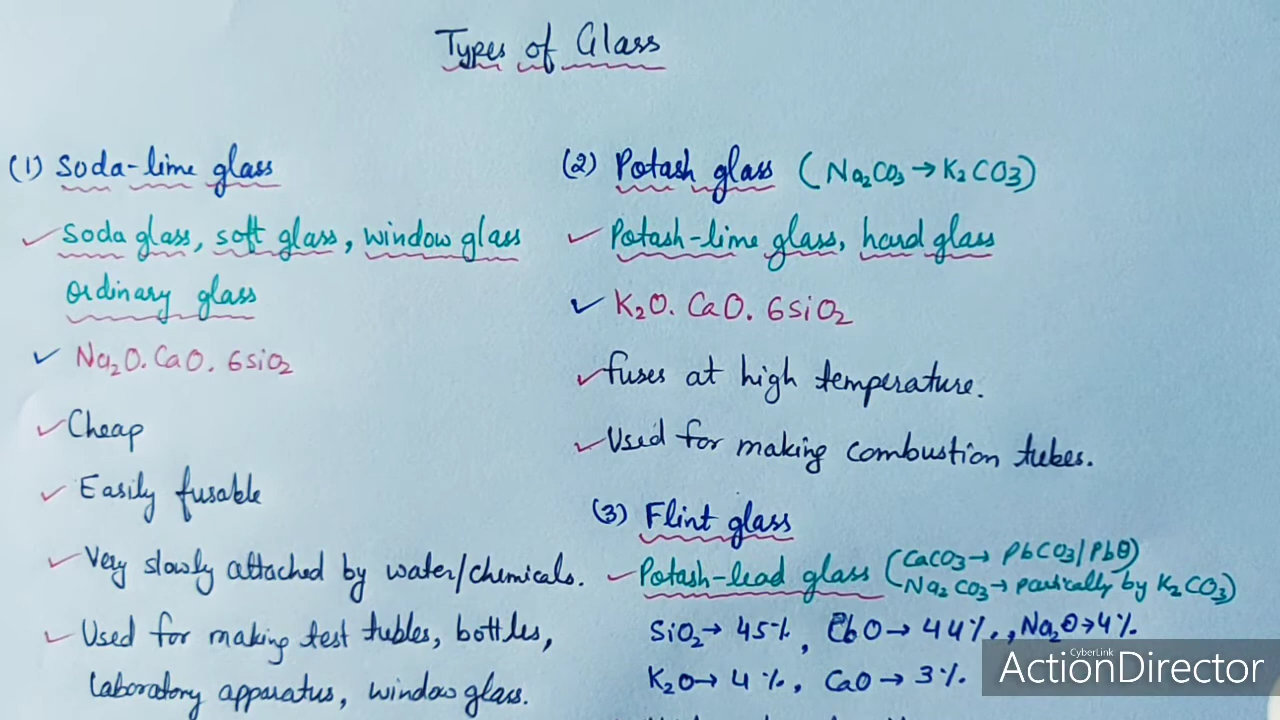 Types of Glass
(1) Soda-lime glass
✓ Soda glass, soft glass, window glass
ordinary glass
✓ Na₂O.CaO.6SiO₂
✓ Cheap
✓ Easily fusable
✓ Very slowly attached by water/chemicals.
✓ Used for making test tubles, bottles,
laboratory apparatus, window glass.
(2) Potash glass (Na₂CO₃→K₂CO3)
✓ Potash-lime glass, hard glass
✓ K₂O. CaO. 6SiO₂
✓ fuses at high temperature.
✓ Used for making combustion tubes.
(3) Flint glass
✓ Potash-lead glass (CaCO₃→ PbCO₃/PbO)
(Na₂CO₃→ partically by K₂CO₃)
SiO₂→ 45%, PbO→ 44%, Na₂O→4%
K₂O→ 4%, CaO→ 3%
CyberLink
ActionDirector